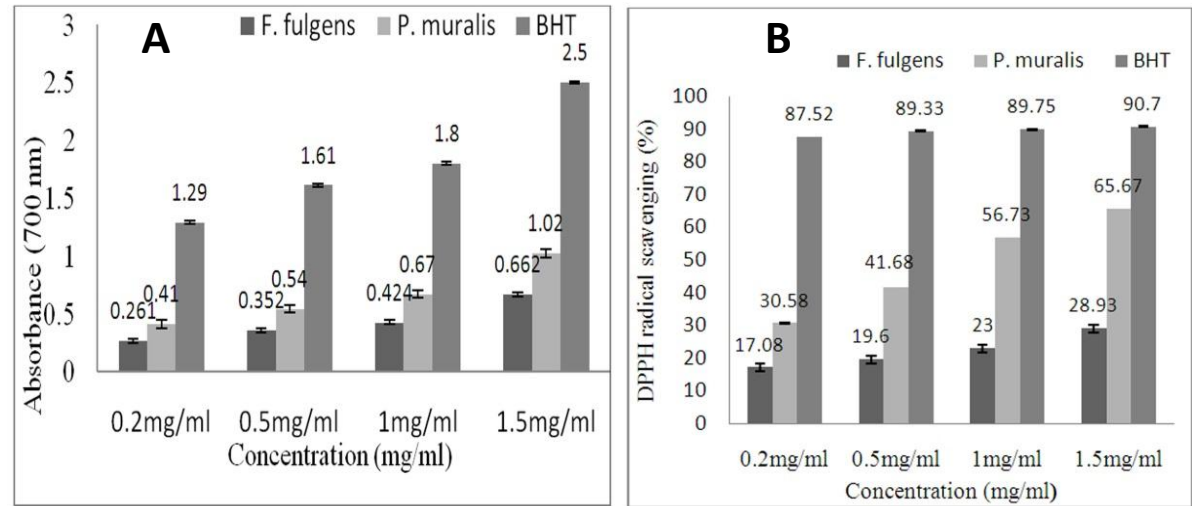 A
F. fulgens P. muralis BHT
Absorbance (700 nm)
3
2.5
2
1.5
1
0.5
0
0.261 0.41 1.29
0.352 0.54 1.61
0.424 0.67 1.8
0.662 1.02 2.5
0.2mg/ml 0.5mg/ml 1mg/ml 1.5mg/ml
Concentration (mg/ml)
B
F. fulgens P. muralis BHT
DPPH radical scavenging (%)
100
90
80
70
60
50
40
30
20
10
0
17.08 30.58 87.52
19.6 41.68 89.33
23 56.73 89.75
28.93 65.67 90.7
0.2mg/ml 0.5mg/ml 1mg/ml 1.5mg/ml
Concentration (mg/ml)